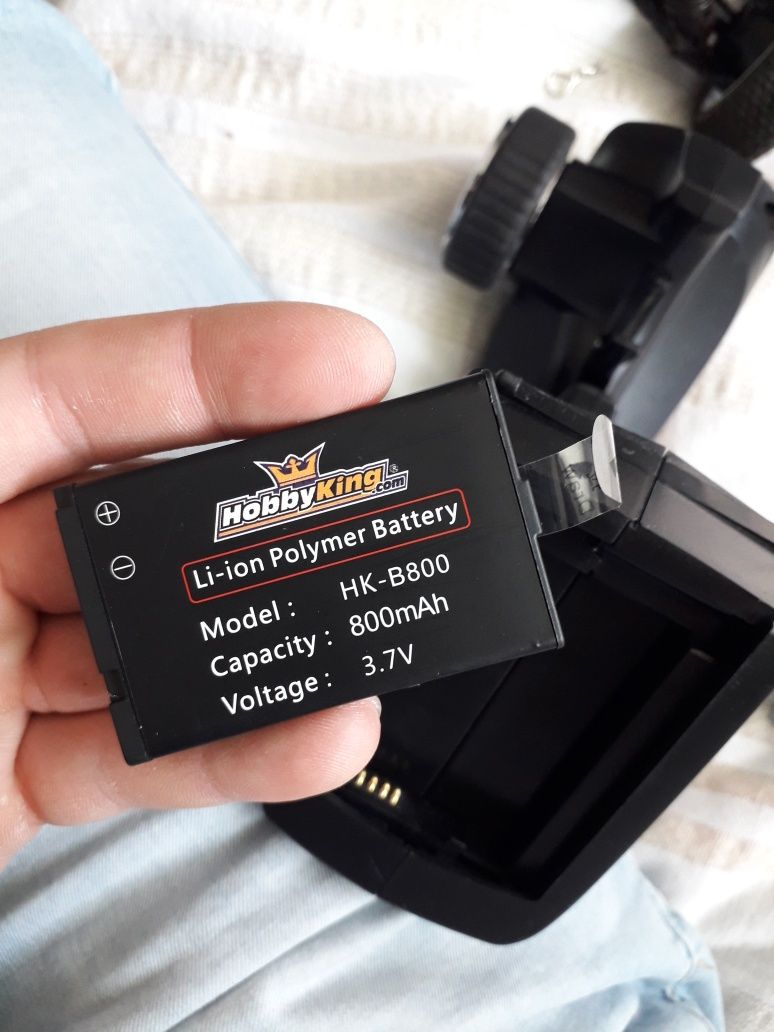 HobbyKing®
.com
Li-ion Polymer Battery
Model : HK-B800
Capacity : 800mAh
Voltage : 3.7V